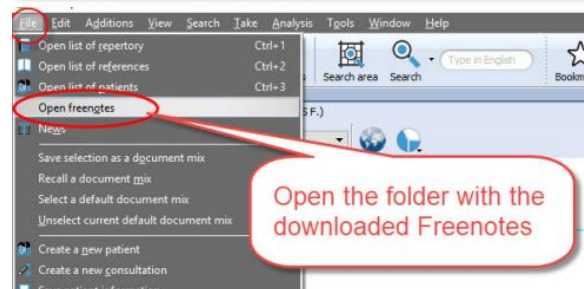 File Edit Additions View Search Take Analysis Tools Window Help
Open list of repertory Ctrl+1
Open list of references Ctrl+2
Open list of patients Ctrl+3
Open freenotes
News
Save selection as a document mix
Recall a document mix
Select a default document mix
Unselect current default document mix
Create a new patient
Create a new consultation
Search area Search Type in English
F.)
Open the folder with the
downloaded Freenotes